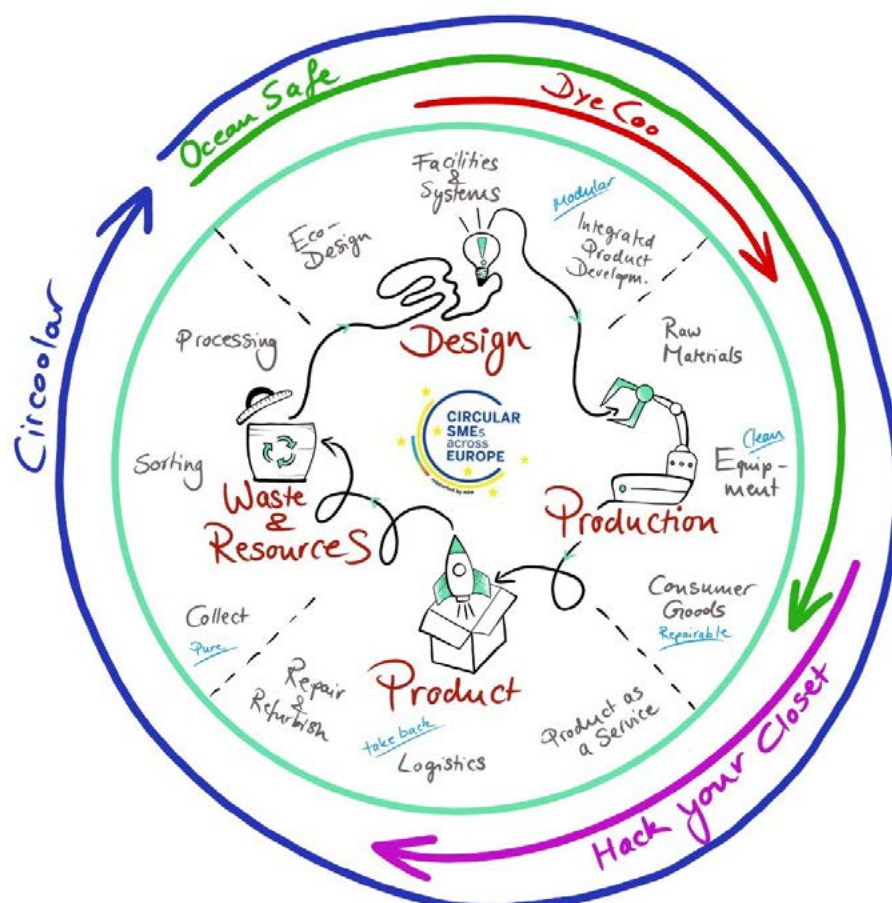 Ocean Safe
Dye Coo
Circoolar
Hack your Closet
Facilities
&
Systems
Modular
Integrated
Product
Developm.
Eco-
Design
Design
Raw
Materials
Clean
Equip-
ment
Production
Consumer
Goods
Repairable
Product as
a Service
Product
take back
Logistics
Repair
&
Refurbish
Collect
Pure
Sorting
Processing
Waste
&
Resources
CIRCULAR
SMEs
across
EUROPE